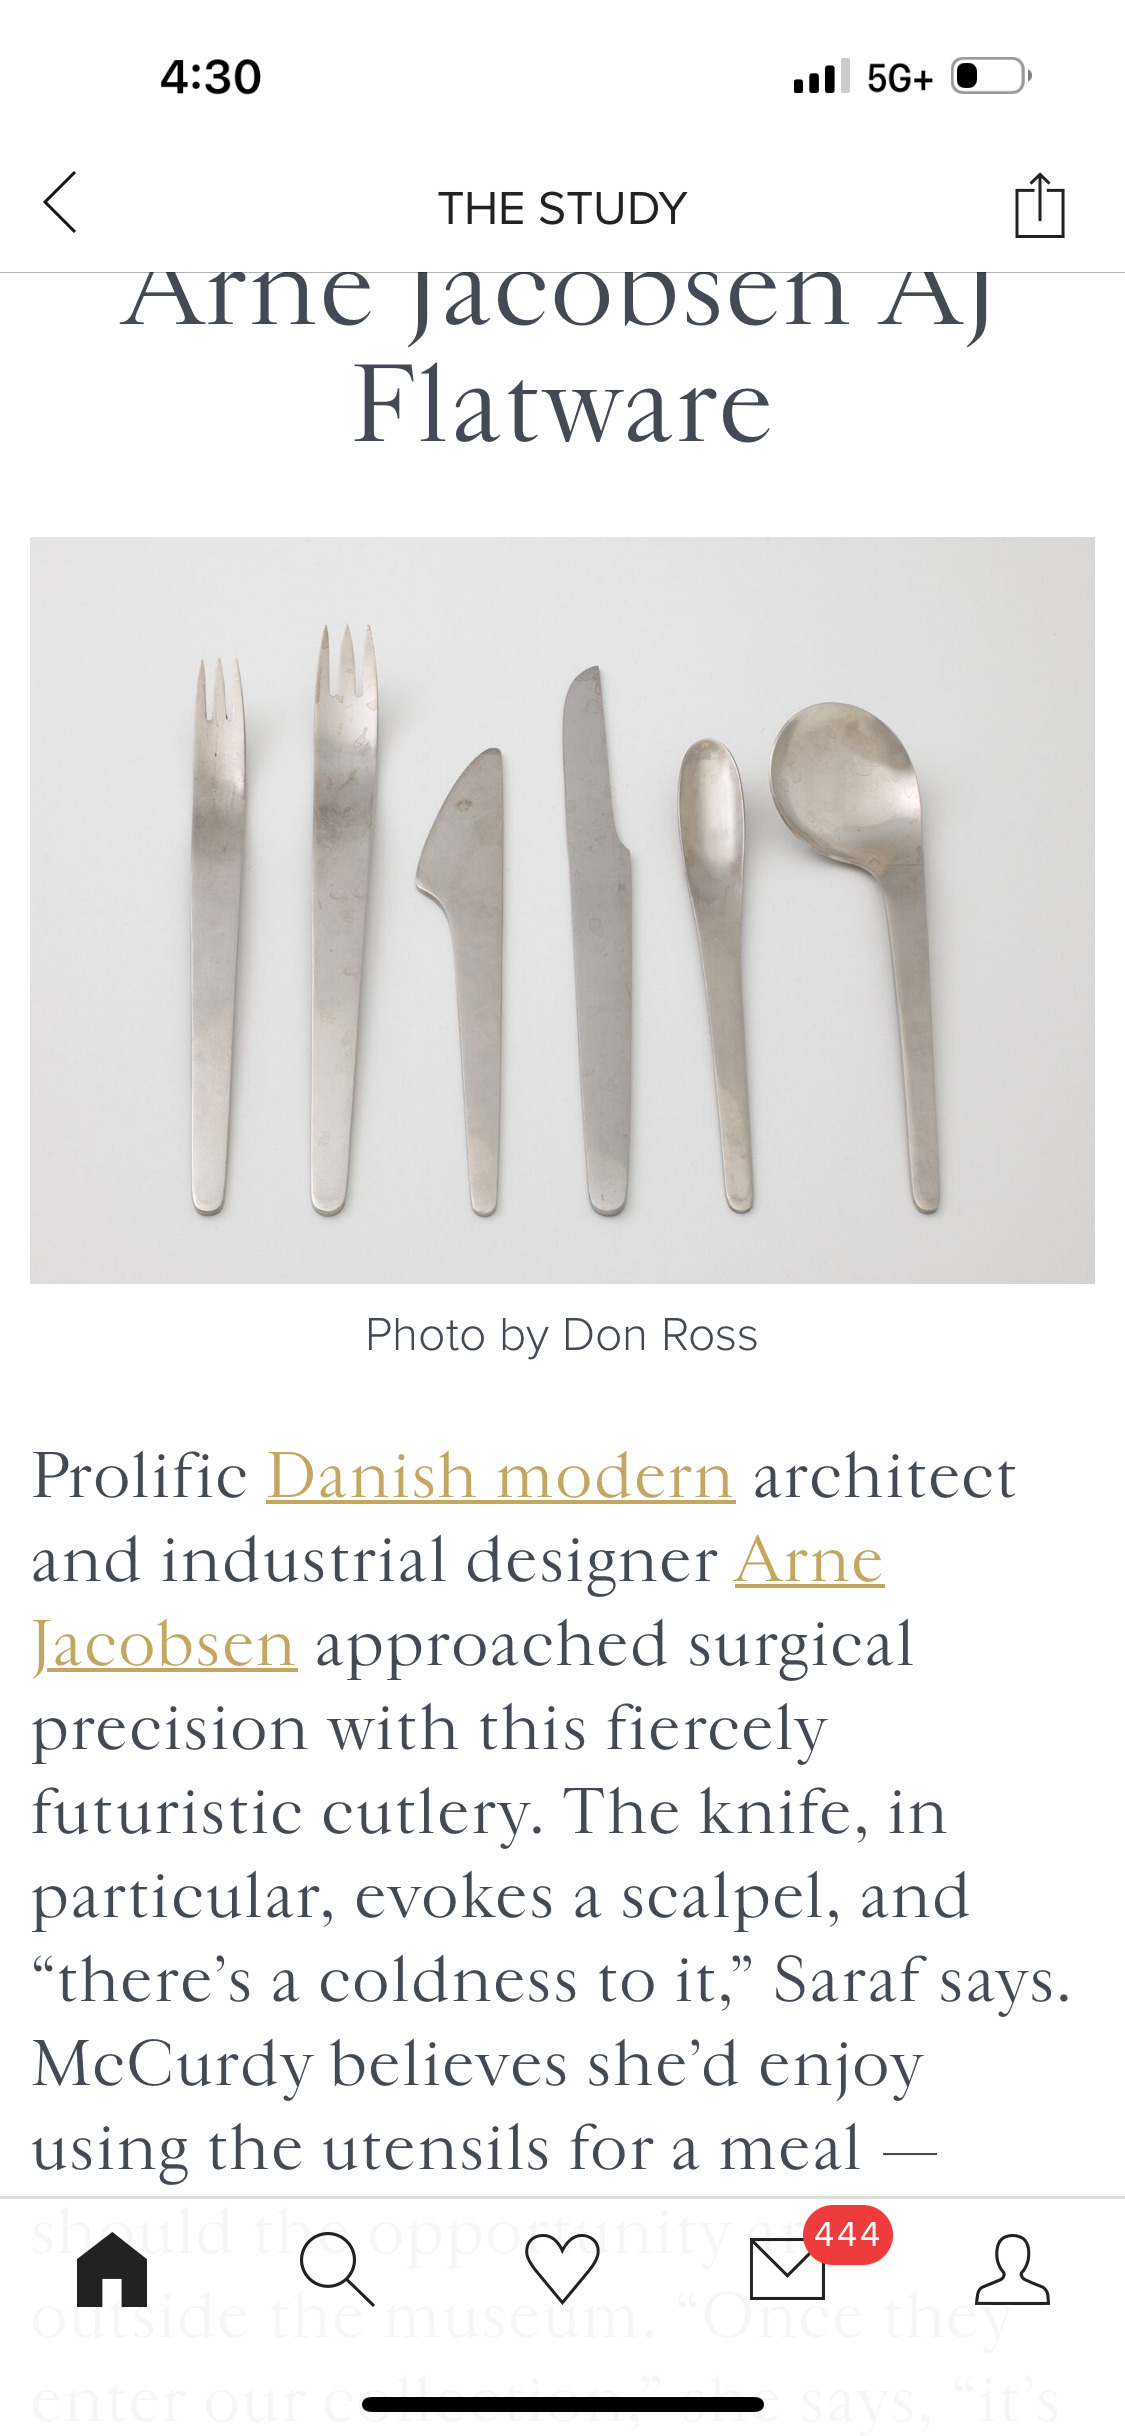 4:30
5G+
THE STUDY
Arne Jacobsen AJ
Flatware
Photo by Don Ross
Prolific Danish modern architect
and industrial designer Arne
Jacobsen approached surgical
precision with this fiercely
futuristic cutlery. The knife, in
particular, evokes a scalpel, and
“there’s a coldness to it,” Saraf says.
McCurdy believes she’d enjoy
using the utensils for a meal —
should the opportunity
444
outside the museum. “Once they
enter our collection,” she says, “it’s